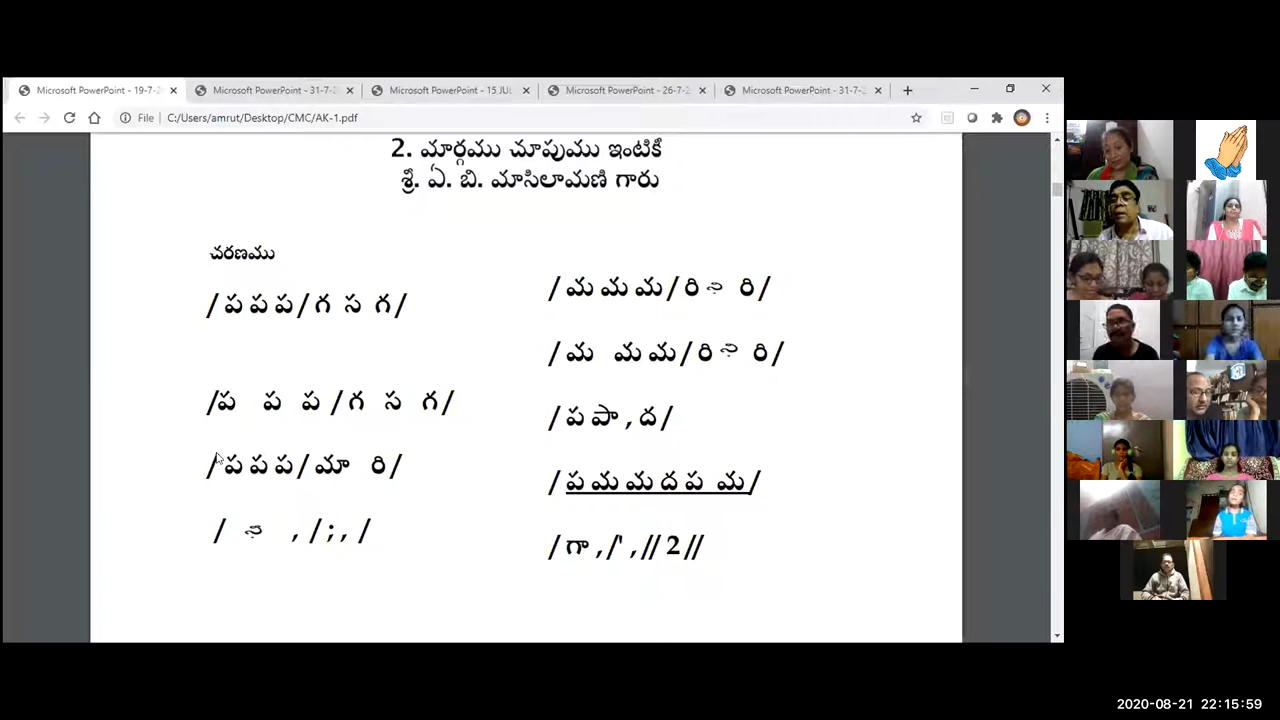 Microsoft PowerPoint - 19-7-2
Microsoft PowerPoint - 31-7-2
Microsoft PowerPoint - 15 JUL
Microsoft PowerPoint - 26-7-2
Microsoft PowerPoint - 31-7-2
File | C:/Users/amrut/Desktop/CMC/AK-1.pdf
2. మార్గము చూపుము ఇంటికి
శ్రీ. ఏ. బి. మాసిలామణి గారు
చరణము
/ ప ప ప / గ స గ /
/ప ప ప / గ స గ /
/ ప ప ప / మా రి /
/ ని , / ; , /
/ మ మ మ / రి ని రి /
/ మ మ మ / రి ని రి /
/ ప పా , ద /
/ ప మ మ ద ప మ /
/ గా , /' , // 2 //
2020-08-21 22:15:59